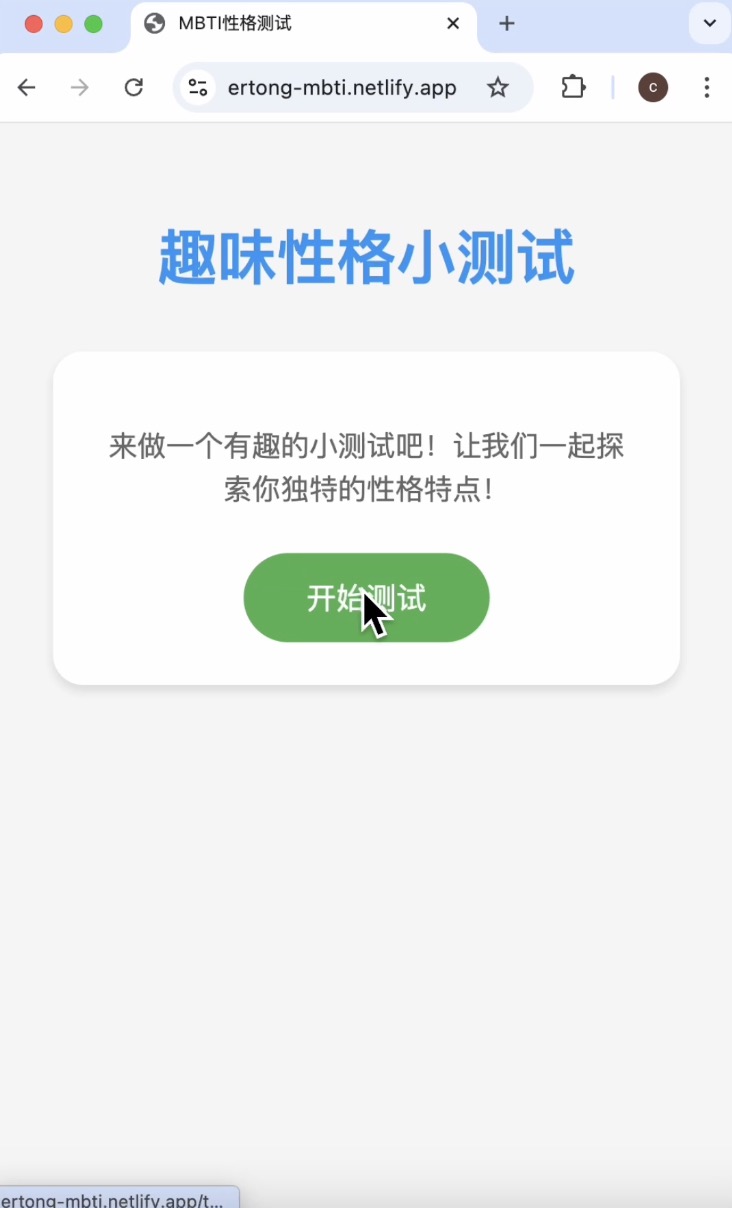 MBTI性格测试
ertong-mbti.netlify.app
C
趣味性格小测试
来做一个有趣的小测试吧！让我们一起探
索你独特的性格特点！
开始测试
ertong-mbti.netlify.app/t...